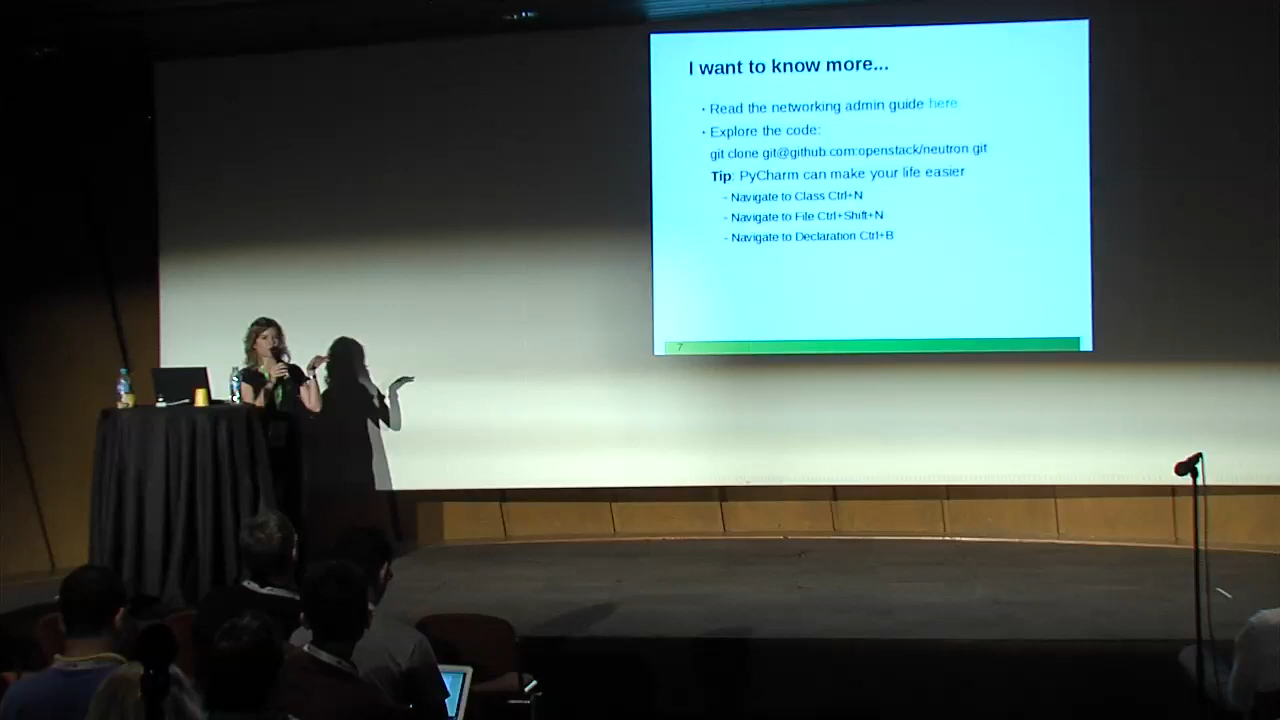 I want to know more...
· Read the networking admin guide here
· Explore the code:
git clone git@github.com:openstack/neutron.git
Tip: PyCharm can make your life easier
- Navigate to Class Ctrl+N
- Navigate to File Ctrl+Shift+N
- Navigate to Declaration Ctrl+B
7